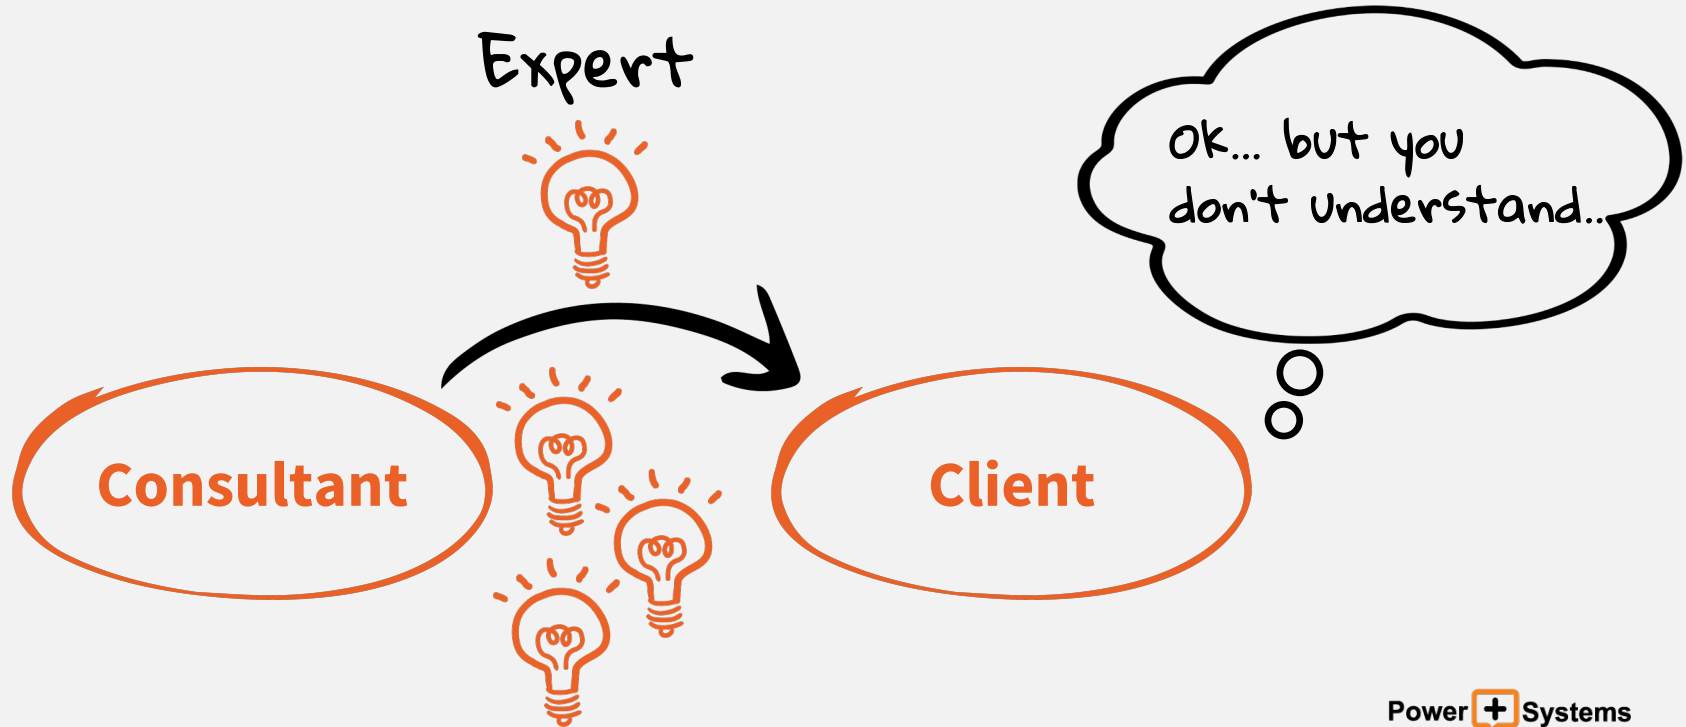 Expert
Ok... but you
don't understand...
Consultant
Client
Power + Systems